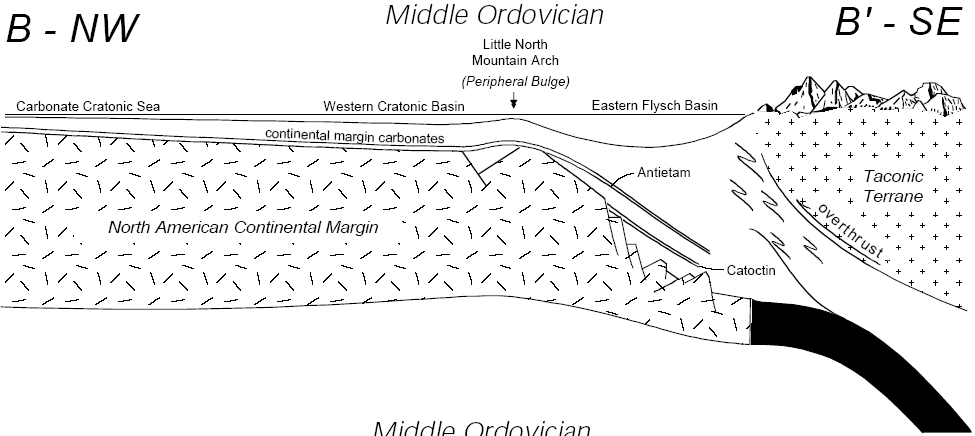 Middle Ordovician
B - NW
B' - SE
Little North
Mountain Arch
(Peripheral Bulge)
Carbonate Cratonic Sea
Western Cratonic Basin
Eastern Flysch Basin
continental margin carbonates
Antietam
Taconic
Terrane
North American Continental Margin
overthrust
Catoctin
Middle Ordovician